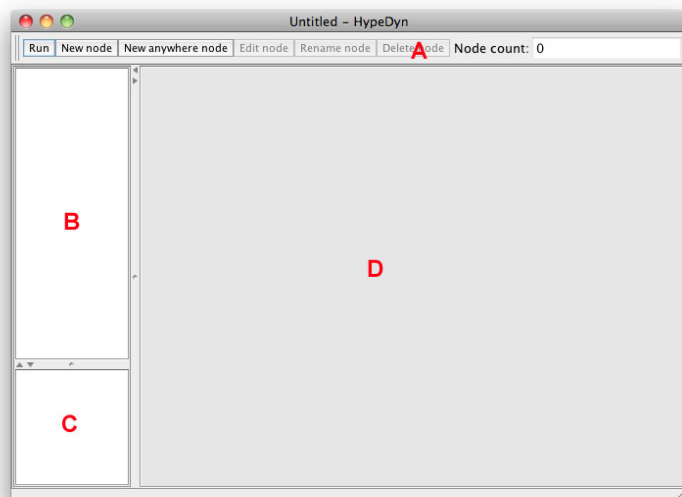 Untitled – HypeDyn
Run New node New anywhere node Edit node Rename node Delete node Node count: 0
A
B
D
C